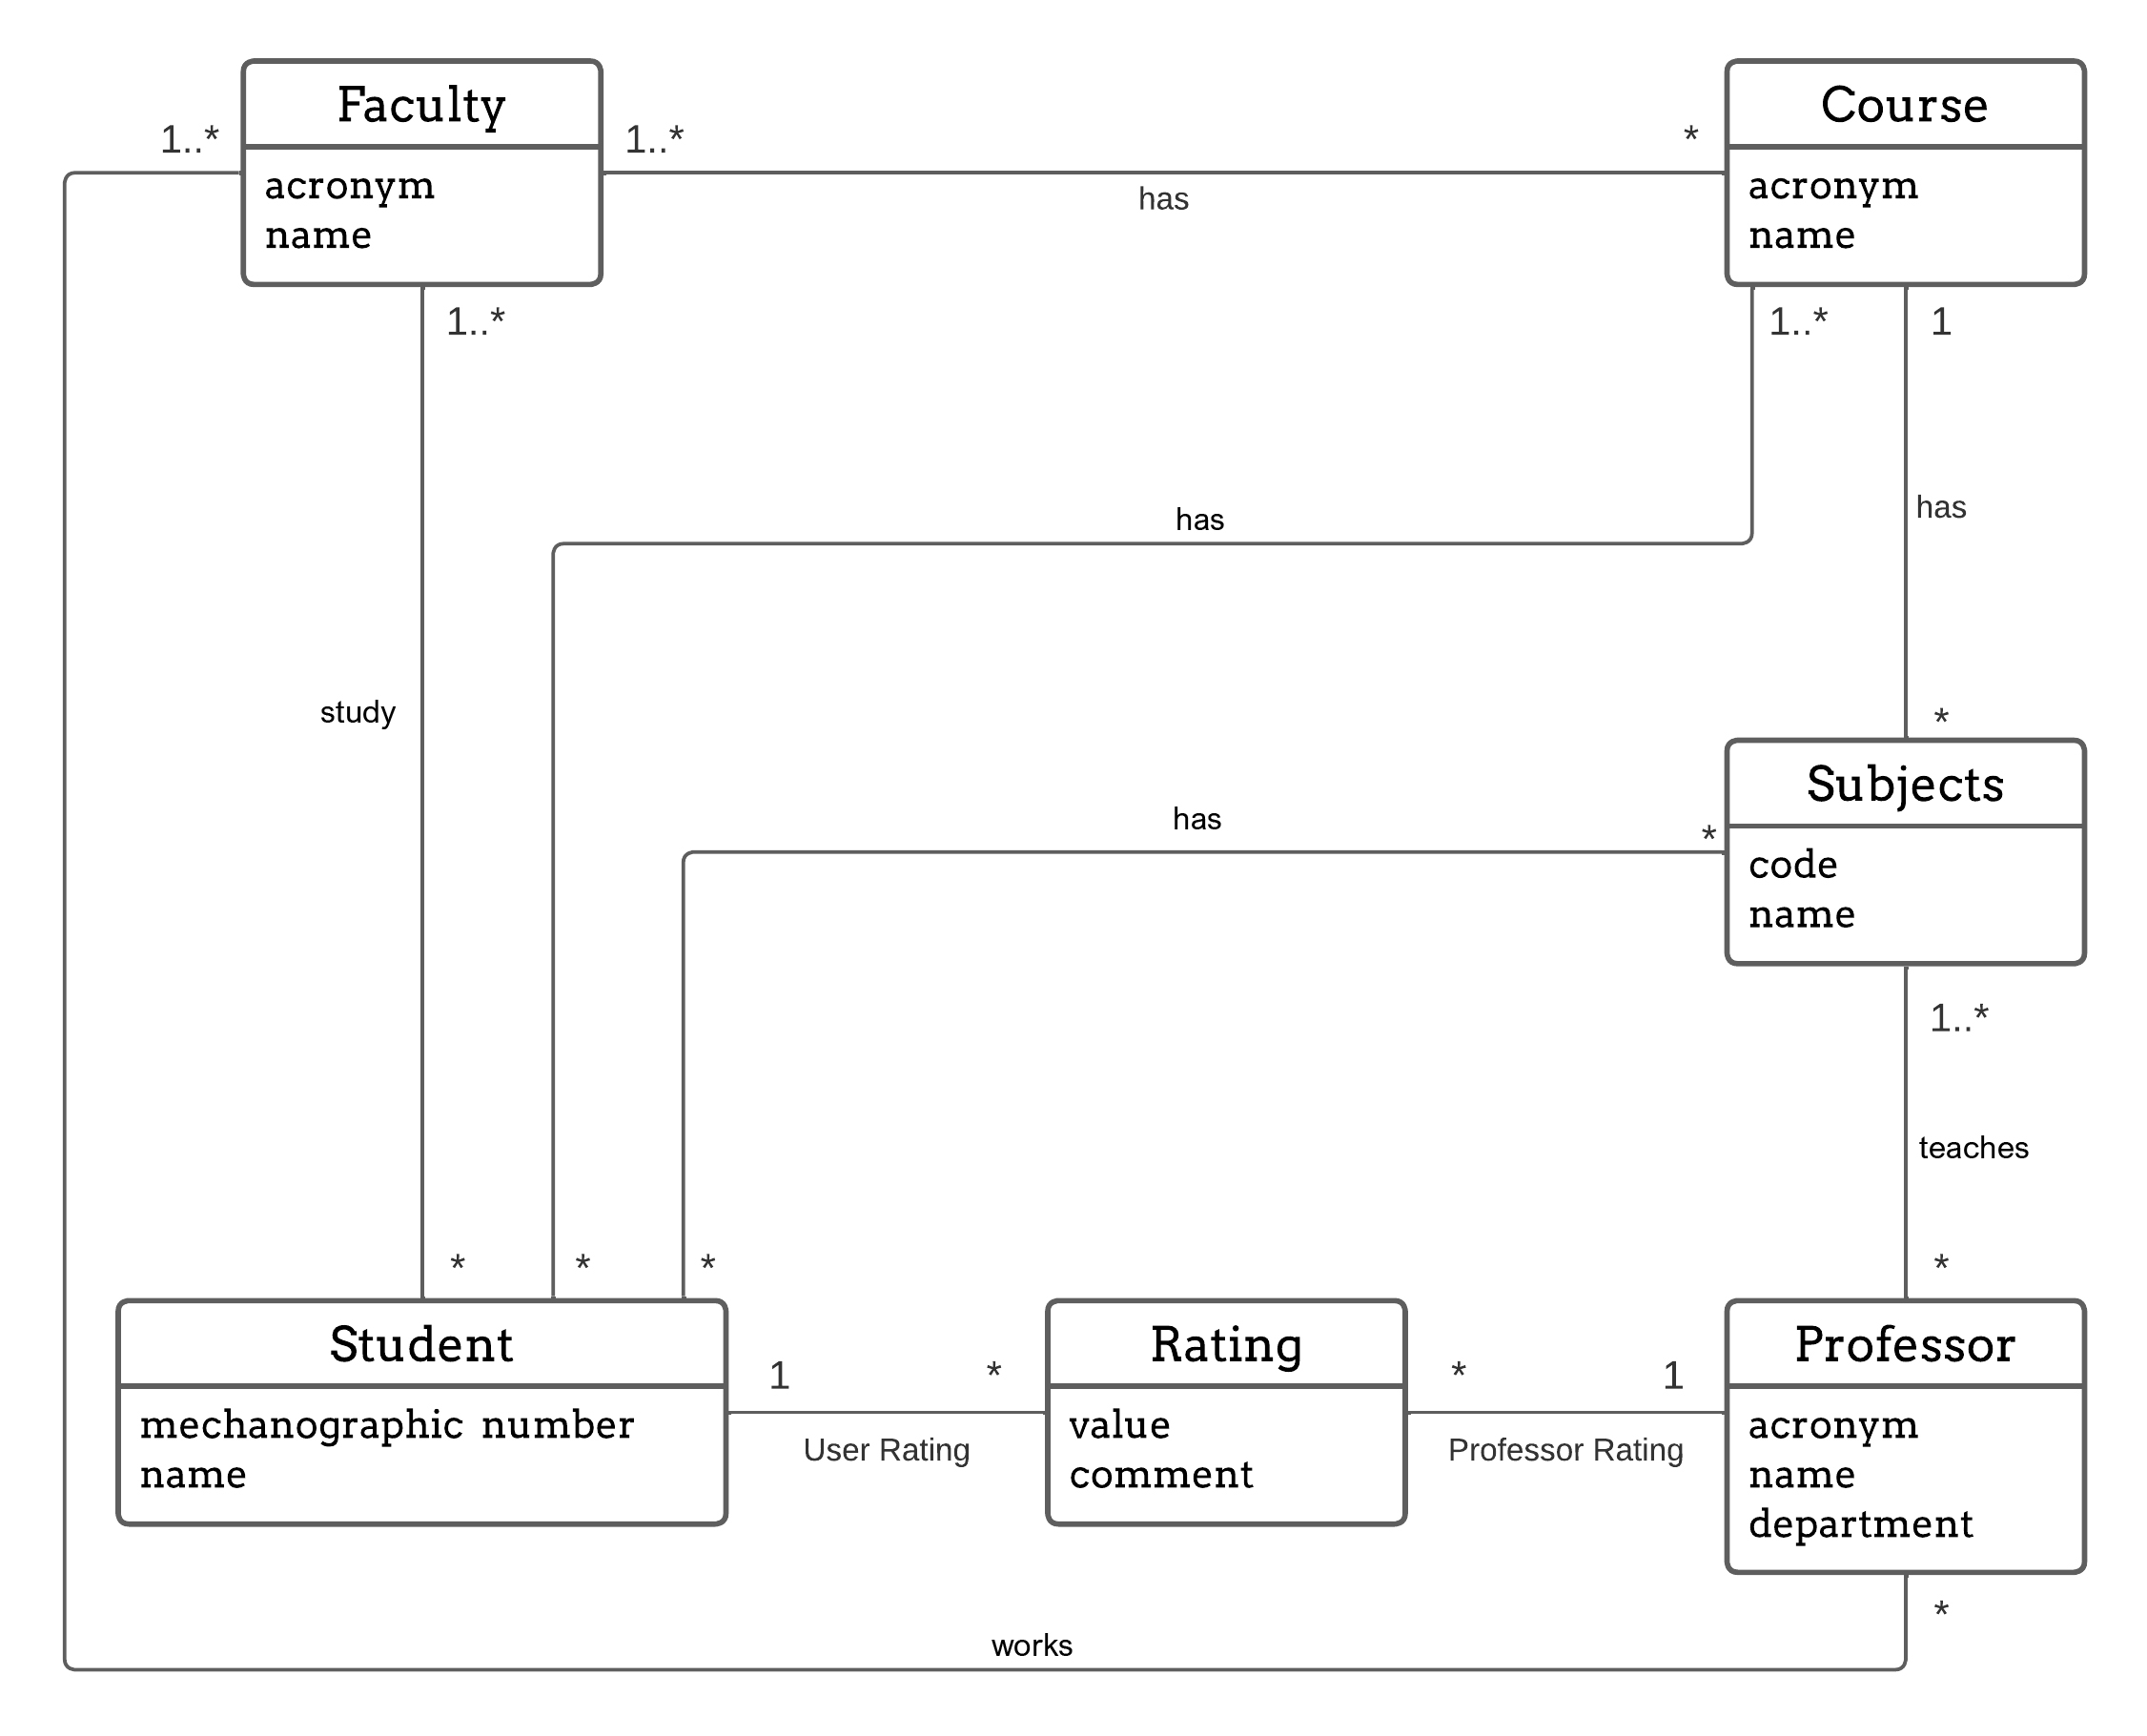 Faculty
acronym
name
Course
acronym
name
1..*
1..*
*
has
1..*
1..*
1
has
has
study
*
Subjects
code
name
has
*
1..*
teaches
*
*
*
*
Student
mechanographic number
name
1
*
User Rating
Rating
value
comment
*
1
Professor Rating
Professor
acronym
name
department
*
works